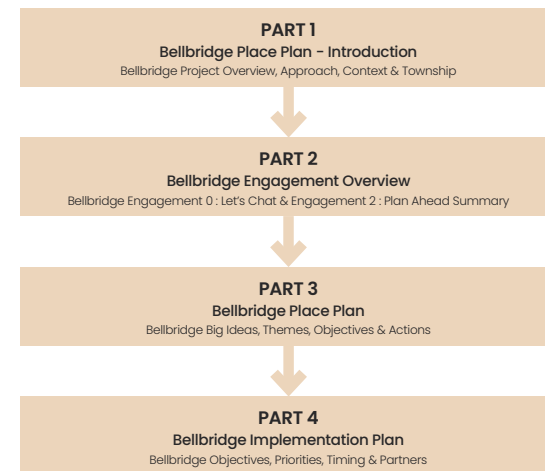 PART 1
Bellbridge Place Plan - Introduction
Bellbridge Project Overview, Approach, Context & Township
PART 2
Bellbridge Engagement Overview
Bellbridge Engagement 0 : Let's Chat & Engagement 2 : Plan Ahead Summary
PART 3
Bellbridge Place Plan
Bellbridge Big Ideas, Themes, Objectives & Actions
PART 4
Bellbridge Implementation Plan
Bellbridge Objectives, Priorities, Timing & Partners